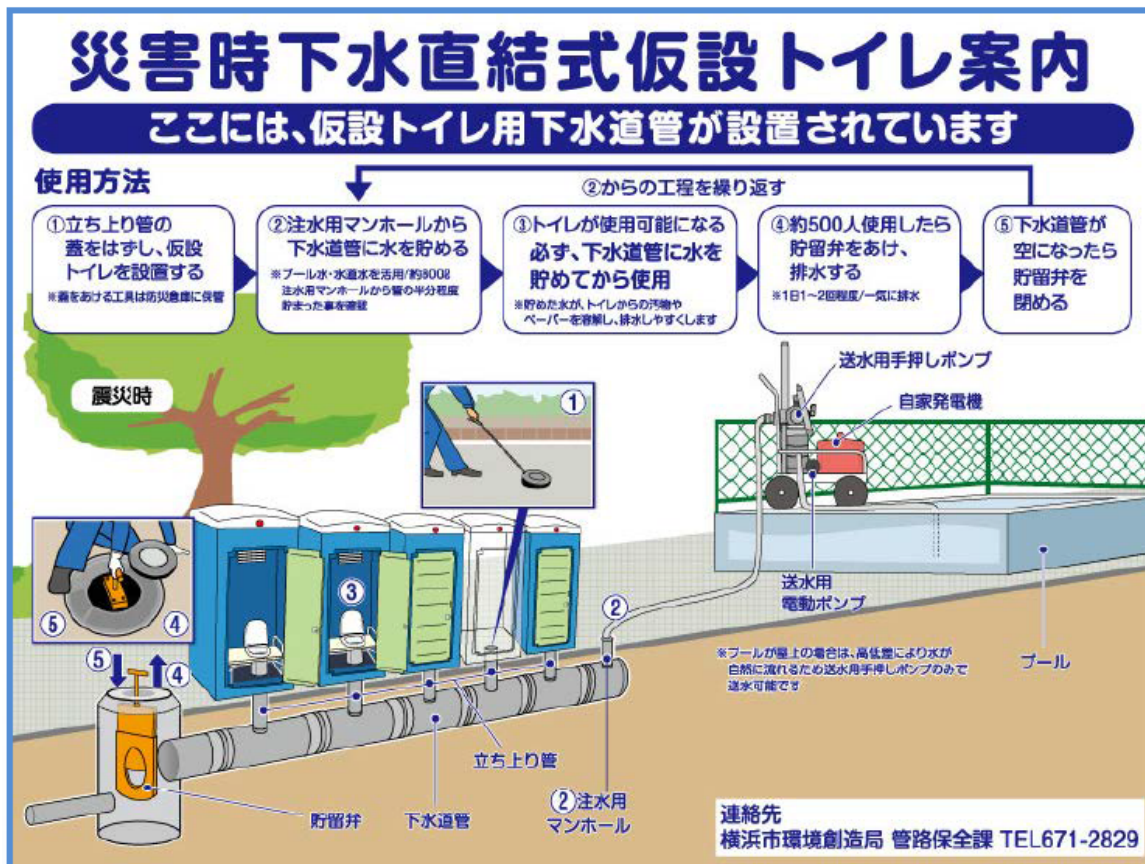 災害時下水直結式仮設トイレ案内
ここには、仮設トイレ用下水道管が設置されています
使用方法
②からの工程を繰り返す
①立ち上り管の
蓋をはずし、仮設
トイレを設置する
※蓋をあける工具は防災倉庫に保管
②注水用マンホールから
下水道管に水を貯める
※プール水・水道水を活用/約800ℓ
注水用マンホールから管の半分程度
貯まった事を確認
③トイレが使用可能になる
必ず、下水道管に水を
貯めてから使用
※貯めた水が、トイレからの汚物や
ペーパーを溶解し、排水しやすくします
④約500人使用したら
貯留弁をあけ、
排水する
※1日1~2回程度/一気に排水
⑤下水道管が
空になったら
貯留弁を
閉める
震災時
①
送水用手押しポンプ
自家発電機
⑤
④
③
②
送水用
電動ポンプ
プール
⑤
④
※プールが屋上の場合は、高低差により水が
自然に流れるため送水用手押しポンプのみで
送水可能です
立ち上り管
貯留弁
下水道管
②注水用
マンホール
連絡先
横浜市環境創造局 管路保全課 TEL671-2829